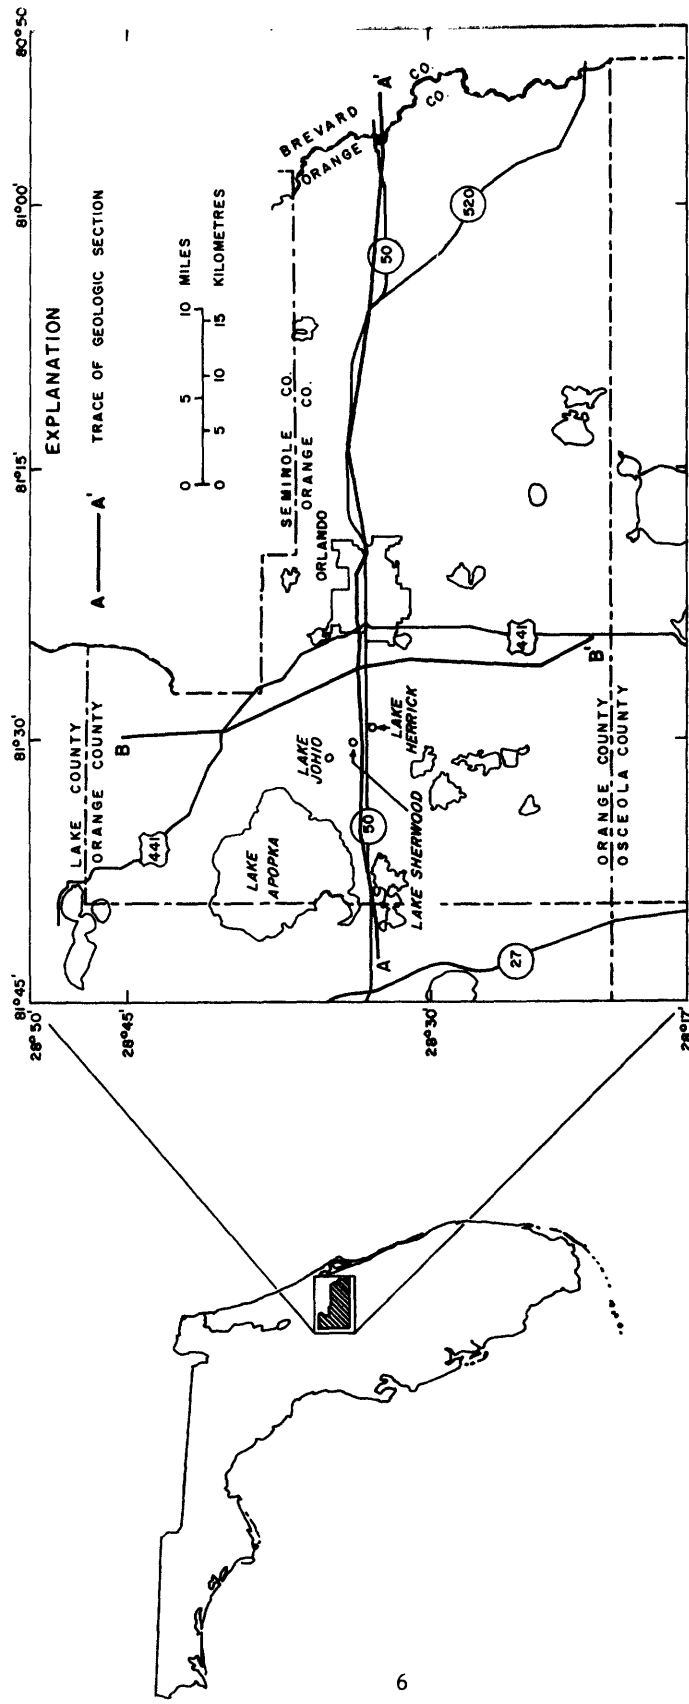 81°45'
81°30'
81°15'
81°00'
80°50'
28°50'
28°45'
28°30'
28°17'
EXPLANATION
A — A'
TRACE OF GEOLOGIC SECTION
0 5 10 MILES
0 5 10 15 KILOMETRES
LAKE COUNTY
ORANGE COUNTY
441
B
SEMINOLE CO.
ORANGE CO.
ORLANDO
BREVARD CO.
ORANGE CO.
LAKE
APOPKA
LAKE
JOHIO
50
50
A
A'
LAKE SHERWOOD
LAKE
HERRICK
520
441
B'
27
ORANGE COUNTY
OSCEOLA COUNTY
6